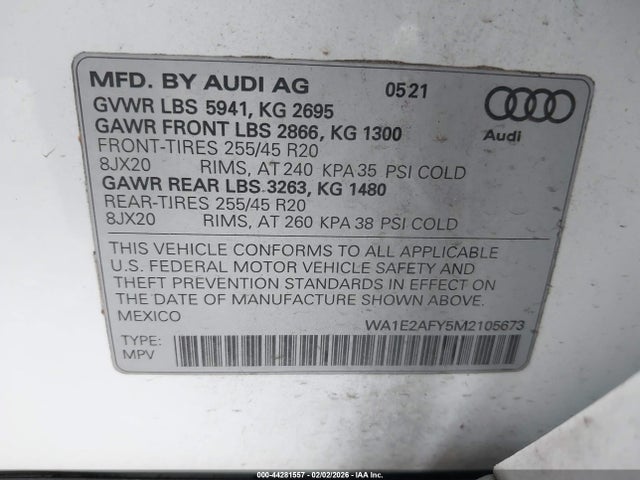 MFD. BY AUDI AG 05 21
GVWR LBS 5941, KG 2695
GAWR FRONT LBS 2866, KG 1300
FRONT-TIRES 255/45 R20
8JX20 RIMS, AT 240 KPA 35 PSI COLD
GAWR REAR LBS 3263, KG 1480
REAR-TIRES 255/45 R20
8JX20 RIMS, AT 260 KPA 38 PSI COLD
Audi
THIS VEHICLE CONFORMS TO ALL APPLICABLE
U.S. FEDERAL MOTOR VEHICLE SAFETY AND
THEFT PREVENTION STANDARDS IN EFFECT ON
THE DATE OF MANUFACTURE SHOWN ABOVE.
MEXICO WA1E2AFY5M2105673
TYPE:
MPV
000-44281557 - 02/02/2026 - IAA Inc.